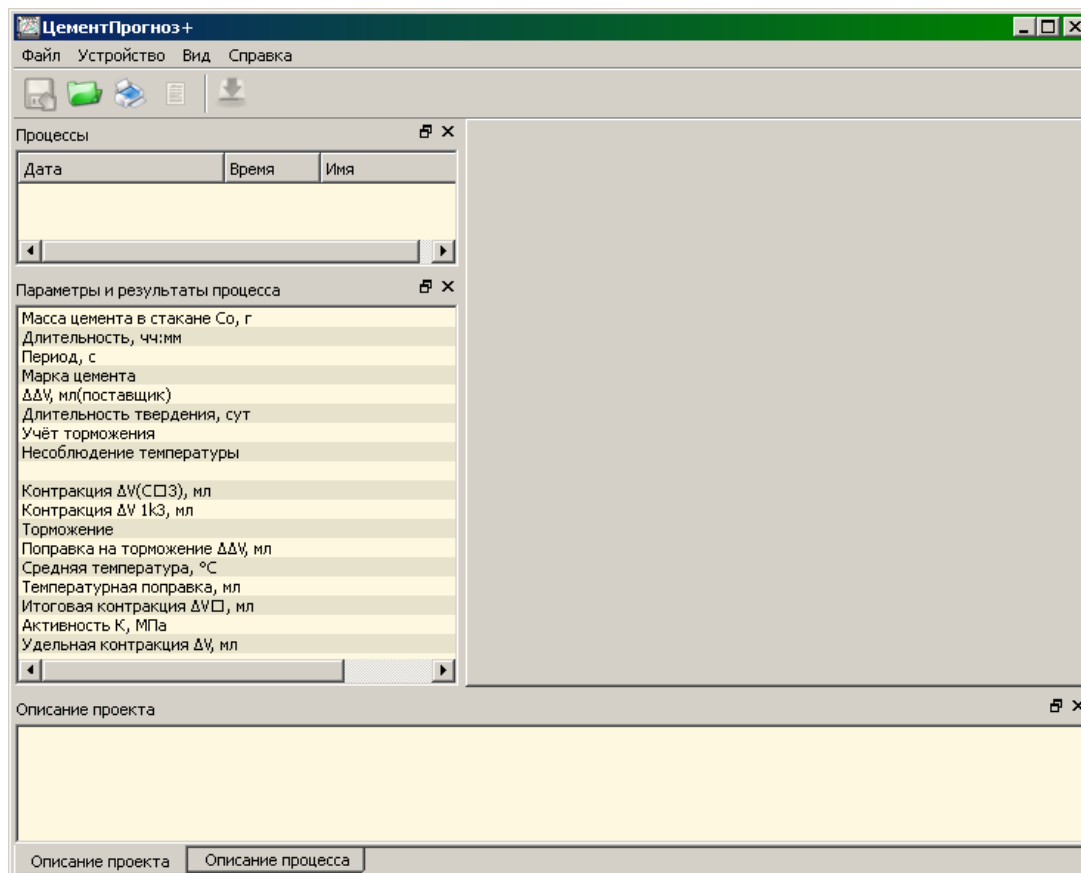 ЦементПрогноз+
Файл Устройство Вид Справка
Процессы
Дата Время Имя
Параметры и результаты процесса
Масса цемента в стакане Со, г
Длительность, чч:мм
Период, с
Марка цемента
ΔΔV, мл(поставщик)
Длительность твердения, сут
Учёт торможения
Несоблюдение температуры
Контракция ΔV(С□3), мл
Контракция ΔV 1k3, мл
Торможение
Поправка на торможение ΔΔV, мл
Средняя температура, °С
Температурная поправка, мл
Итоговая контракция ΔV□, мл
Активность К, МПа
Удельная контракция ΔV, мл
Описание проекта
Описание проекта Описание процесса